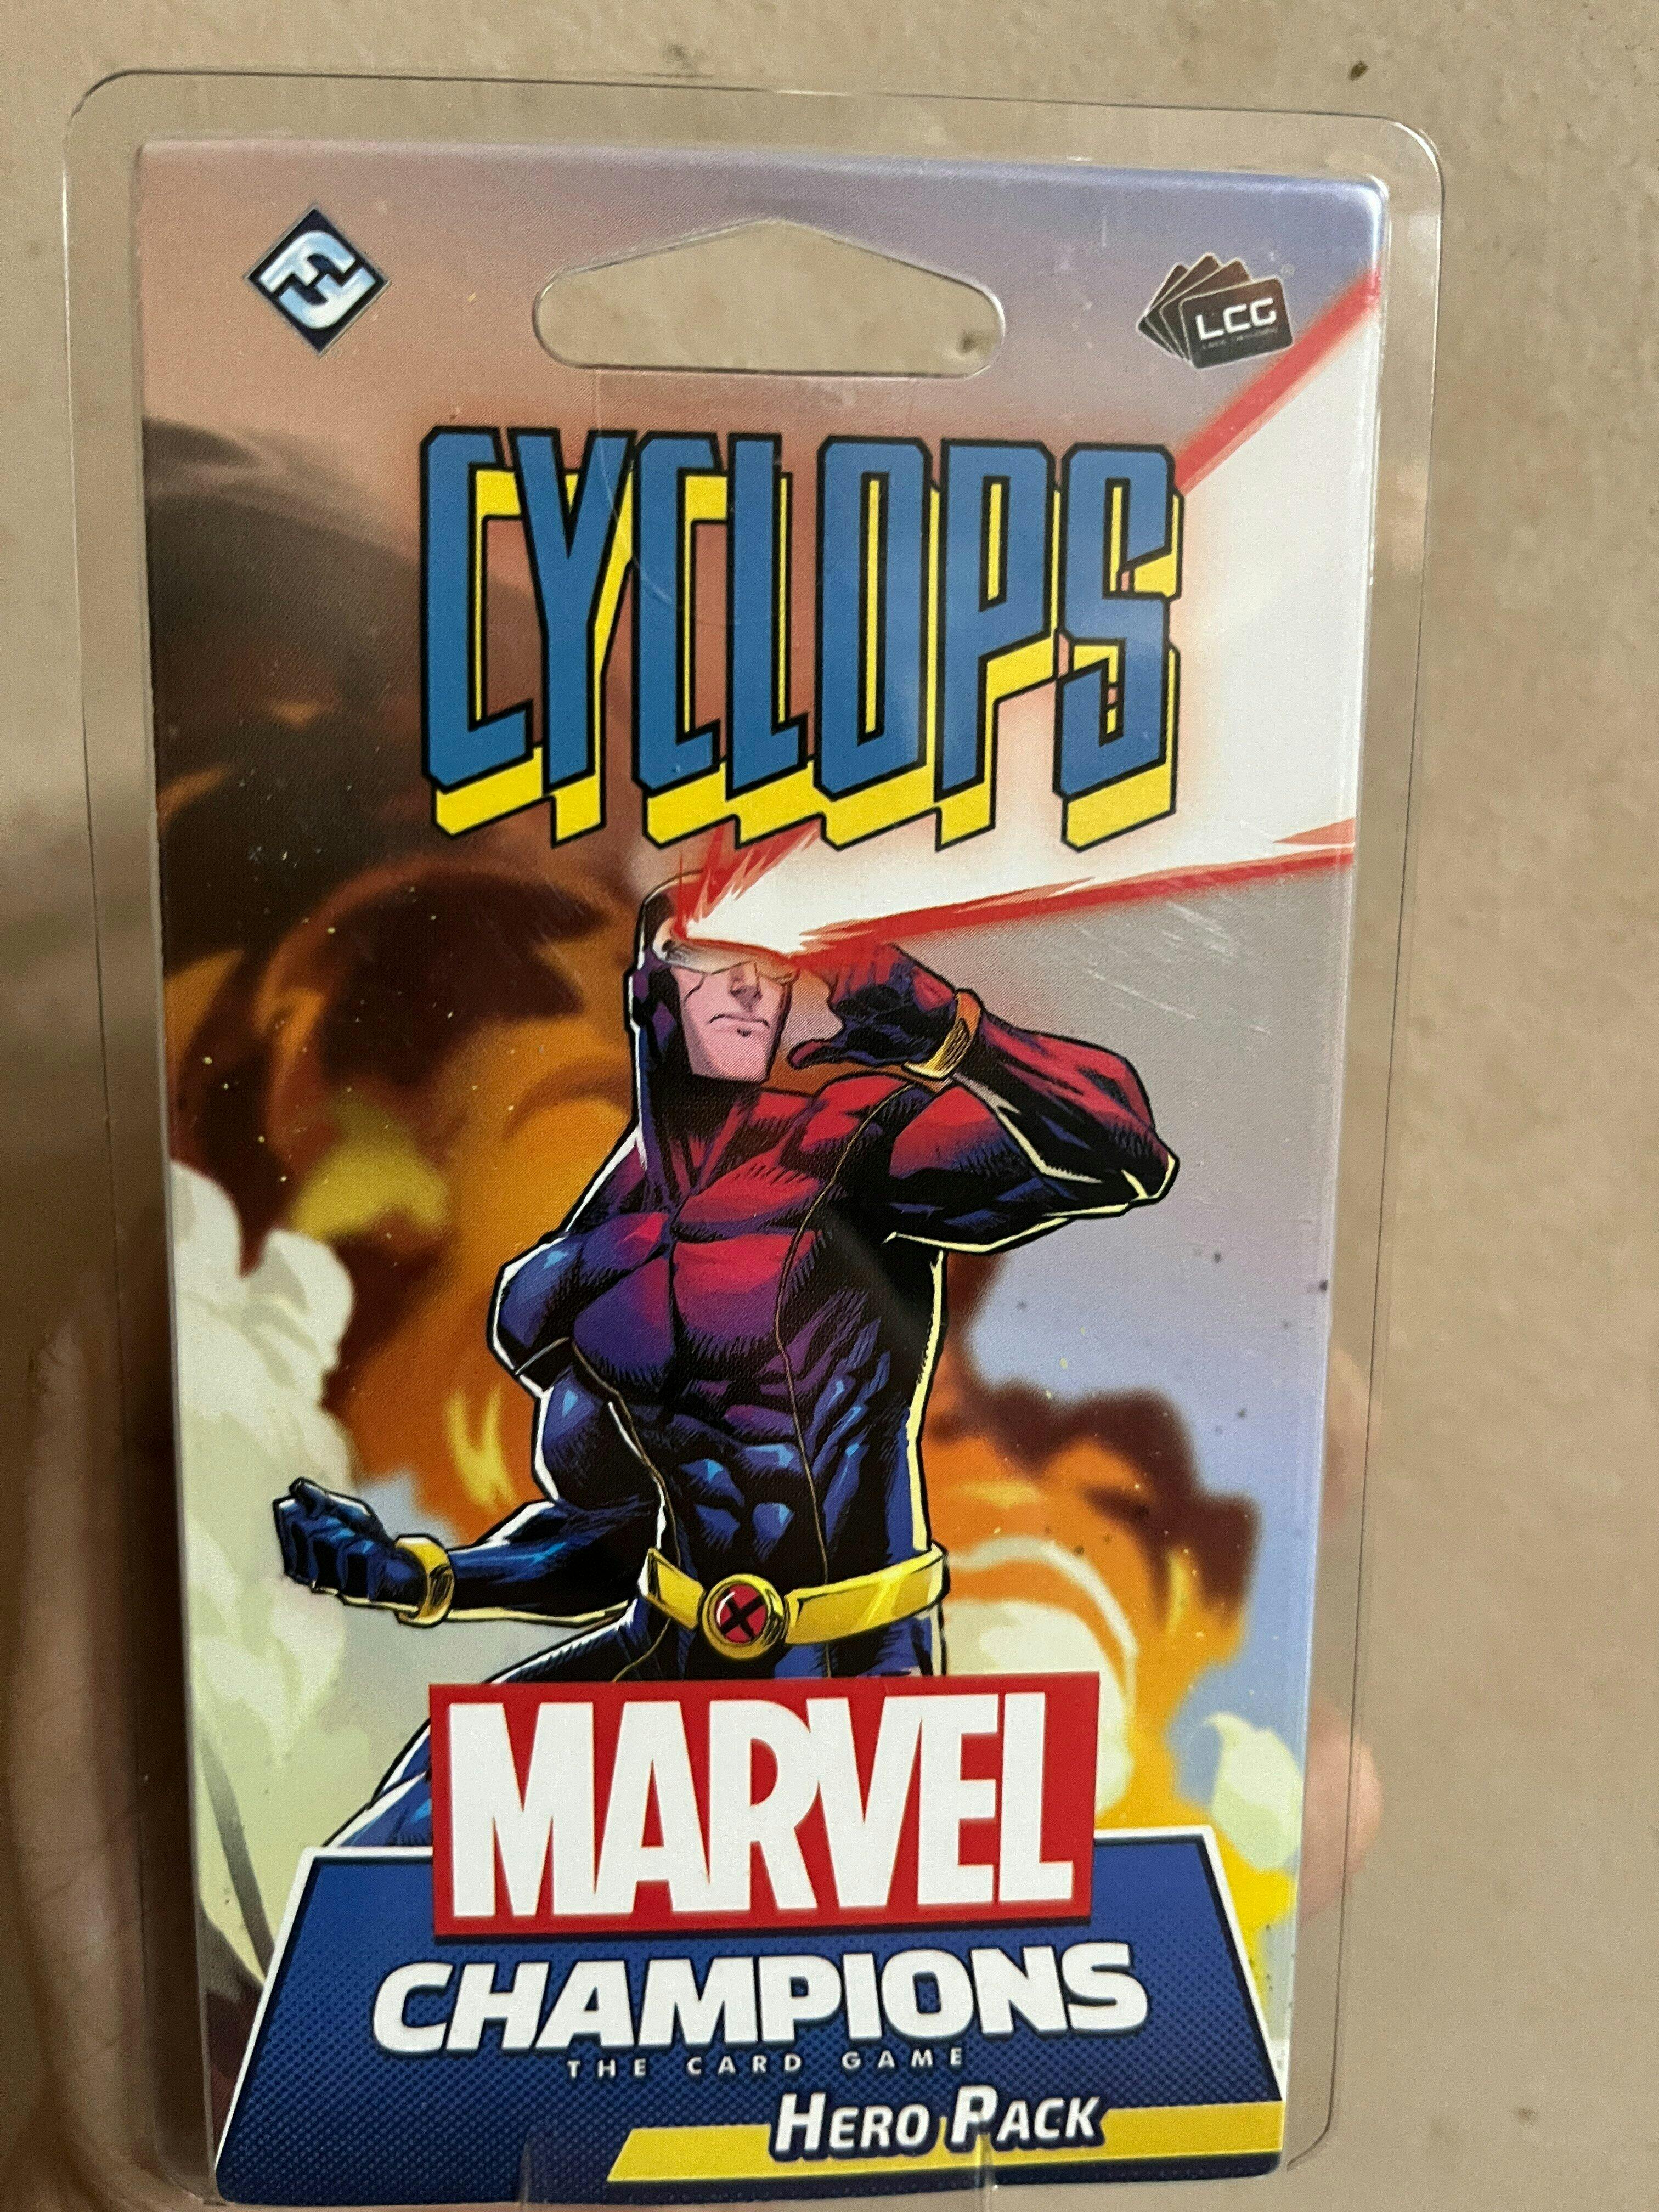 LCG
CYCLOPS
MARVEL
CHAMPIONS
THE CARD GAME
HERO PACK